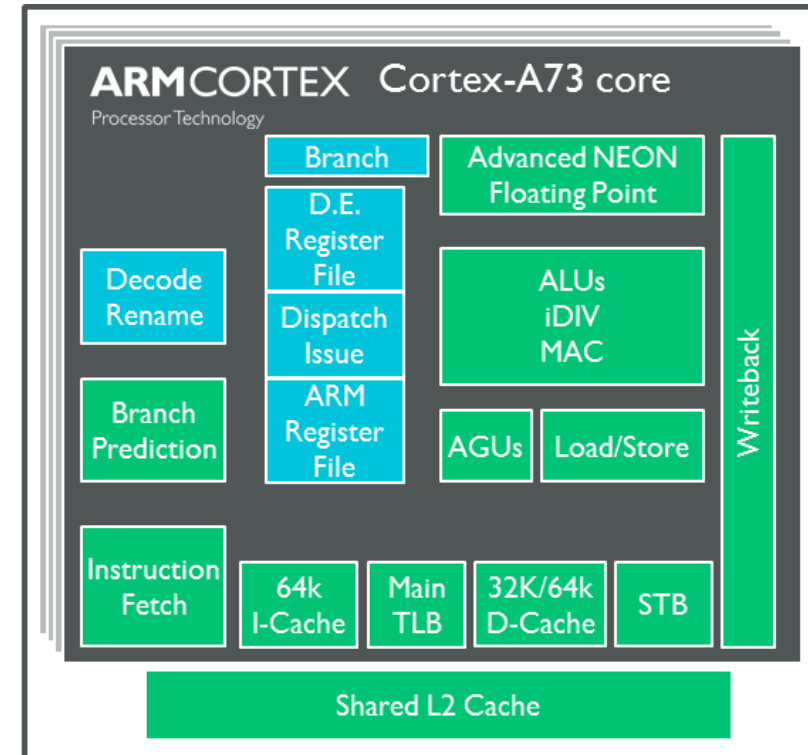 ARMCORTEX
Processor Technology
Cortex-A73 core
Branch
Advanced NEON
Floating Point
D.E.
Register
File
Decode
Rename
Dispatch
Issue
ALUs
iDIV
MAC
Writeback
Branch
Prediction
ARM
Register
File
AGUs
Load/Store
Instruction
Fetch
64k
I-Cache
Main
TLB
32K/64k
D-Cache
STB
Shared L2 Cache